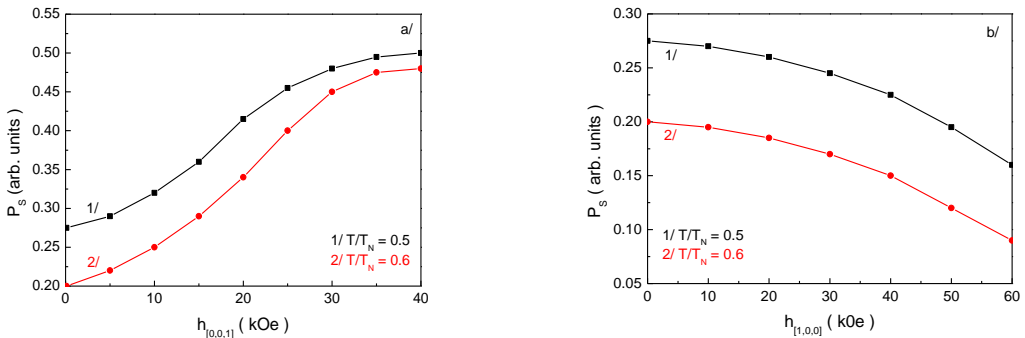 a/
0.50
0.45
0.40
0.35
0.30
0.25
0.20
P_S (arb. units)
1/
2/
1/ T/T_N = 0.5
2/ T/T_N = 0.6
0 10 20 30 40
h_[0,0,1] ( kOe )
b/
0.30
0.25
0.20
0.15
0.10
0.05
P_S ( arb. units )
1/
2/
1/ T/T_N = 0.5
2/ T/T_N = 0.6
0 10 20 30 40 50 60
h_[1,0,0] ( k0e )